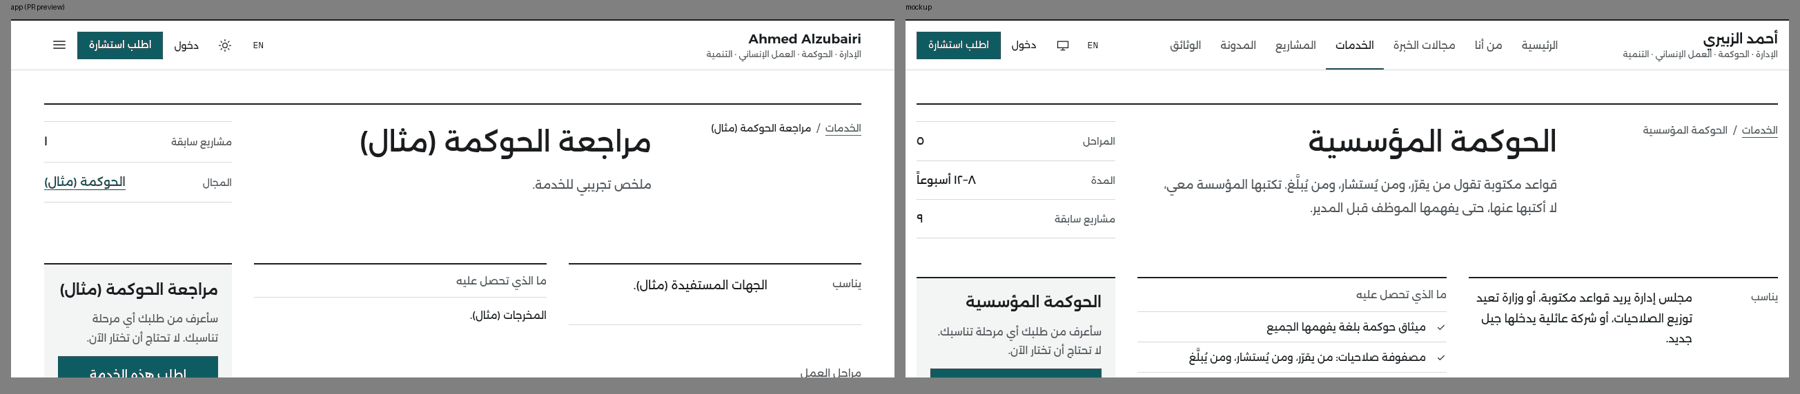 app (PR preview)
Ahmed Alzubairi
الإدارة · الحوكمة · العمل الإنساني · التنمية
EN
دخول
اطلب استشارة
الخدمات / مراجعة الحوكمة (مثال)
مراجعة الحوكمة (مثال)
ملخص تجريبي للخدمة.
مشاريع سابقة
١
المجال
الحوكمة (مثال)
يناسب
الجهات المستفيدة (مثال).
ما الذي تحصل عليه
المخرجات (مثال).
مراجعة الحوكمة (مثال)
سأعرف من طلبك أي مرحلة
تناسبك. لا تحتاج أن تختار الآن.
اطلب هذه الخدمة
مراحل العمل
mockup
أحمد الزبيري
الإدارة · الحوكمة · العمل الإنساني · التنمية
الرئيسية
من أنا
مجالات الخبرة
المشاريع
الخدمات
المدونة
الوثائق
EN
دخول
اطلب استشارة
الخدمات / الحوكمة المؤسسية
الحوكمة المؤسسية
قواعد مكتوبة تقول من يقرّر، ومن يُستشار، ومن يُبلَّغ. تكتبها المؤسسة معي،
لا أكتبها عنها، حتى يفهمها الموظف قبل المدير.
المراحل
٥
المدة
٨–١٢ أسبوعاً
مشاريع سابقة
٩
يناسب
مجلس إدارة يريد قواعد مكتوبة، أو وزارة تعيد
توزيع الصلاحيات، أو شركة عائلية يدخلها جيل
جديد.
ما الذي تحصل عليه
ميثاق حوكمة بلغة يفهمها الجميع
مصفوفة صلاحيات: من يقرّر، ومن يُستشار، ومن يُبلَّغ
الحوكمة المؤسسية
سأعرف من طلبك أي مرحلة تناسبك.
لا تحتاج أن تختار الآن.